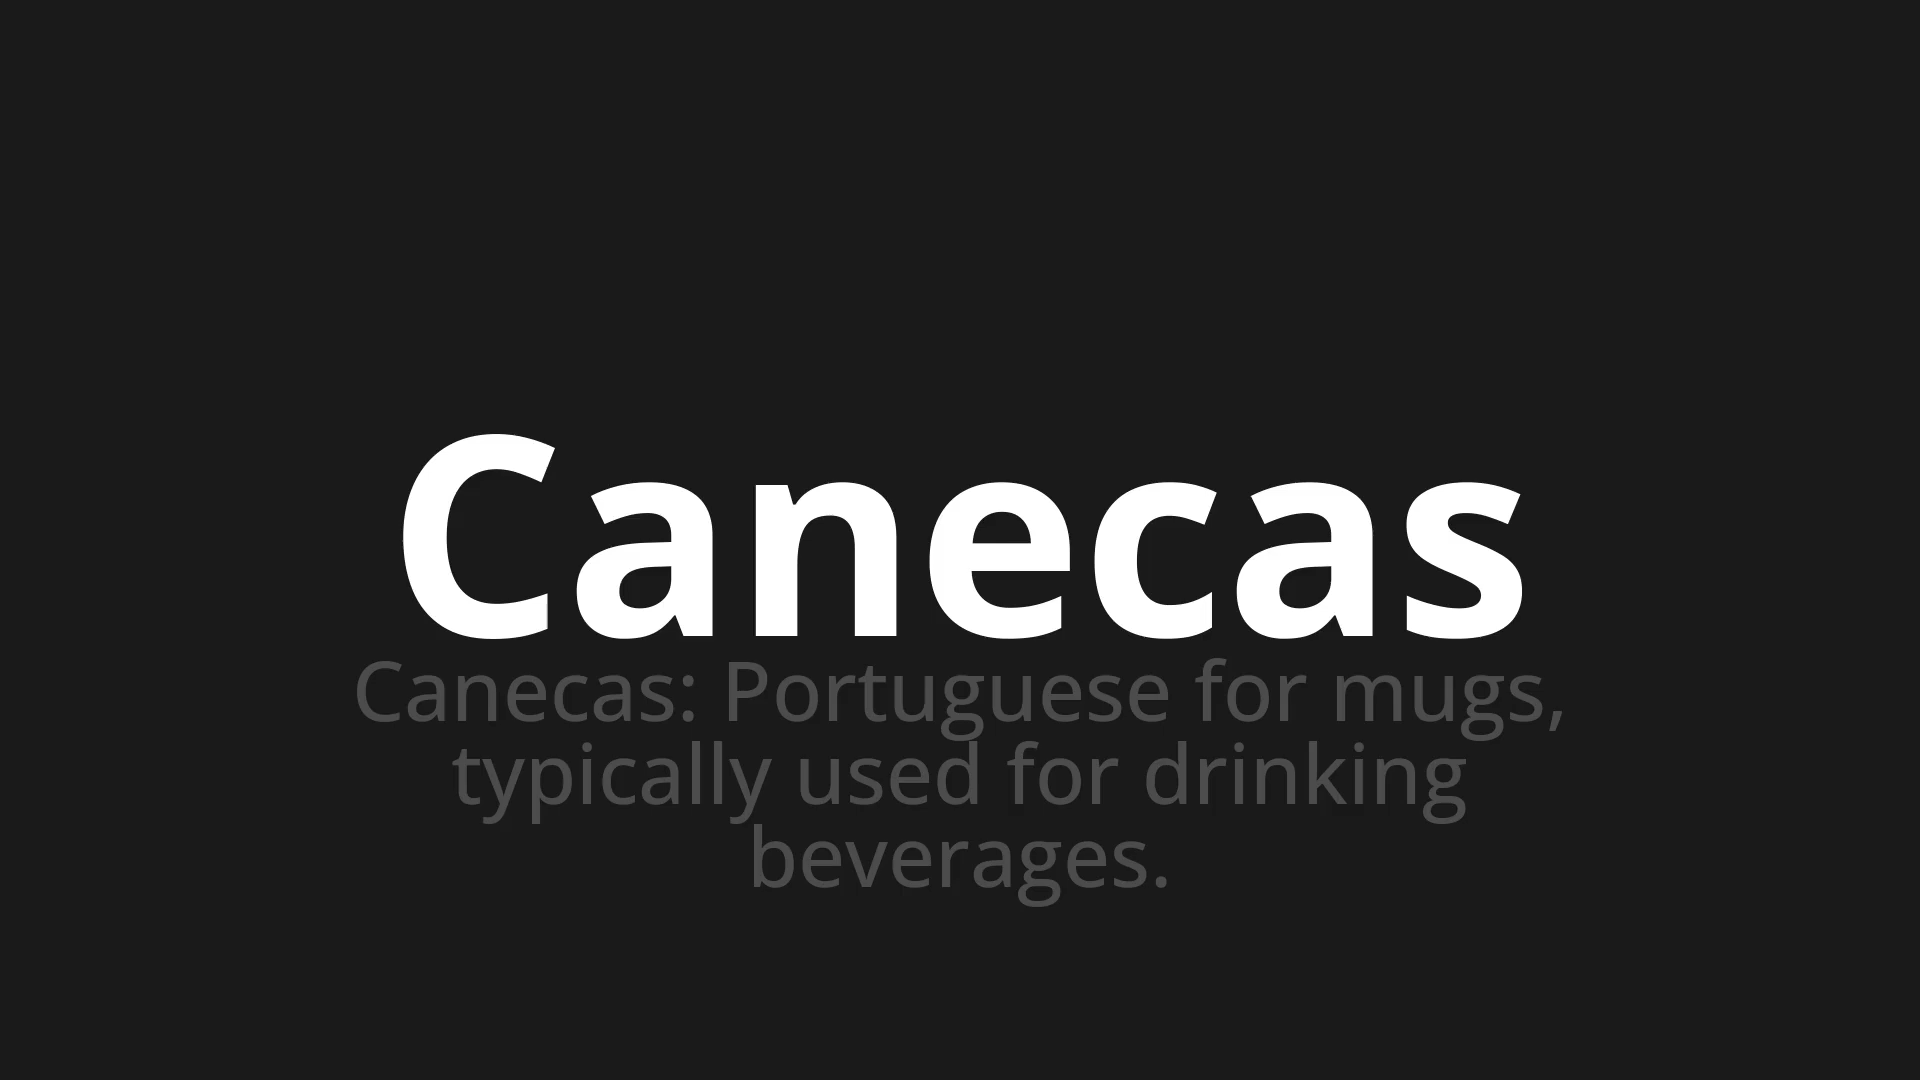 Canecas
Canecas: Portuguese for mugs,
typically used for drinking
beverages.